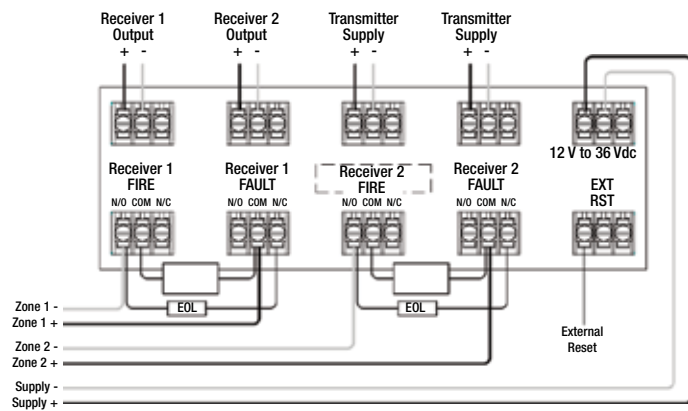 Receiver 1
Output
+ -
Receiver 2
Output
+ -
Transmitter
Supply
+ -
Transmitter
Supply
+ -
12 V to 36 Vdc
Receiver 1
FIRE
N/O COM N/C
Receiver 1
FAULT
N/O COM N/C
Receiver 2
FIRE
N/O COM N/C
Receiver 2
FAULT
N/O COM N/C
EXT
RST
EOL
EOL
External
Reset
Zone 1 -
Zone 1 +
Zone 2 -
Zone 2 +
Supply -
Supply +